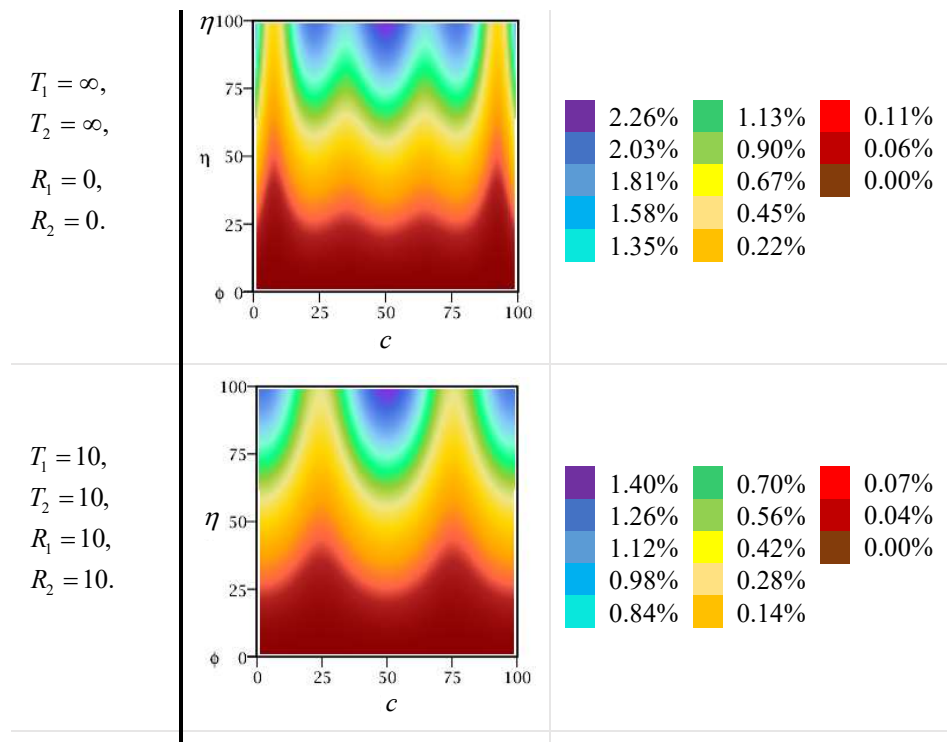 T₁ = ∞,
T₂ = ∞,
R₁ = 0,
R₂ = 0.
η100
75
η 50
25
ϕ 0
0 25 50 75 100
c
2.26% 1.13% 0.11%
2.03% 0.90% 0.06%
1.81% 0.67% 0.00%
1.58% 0.45%
1.35% 0.22%
T₁ = 10,
T₂ = 10,
R₁ = 10,
R₂ = 10.
100
75
η 50
25
ϕ 0
0 25 50 75 100
c
1.40% 0.70% 0.07%
1.26% 0.56% 0.04%
1.12% 0.42% 0.00%
0.98% 0.28%
0.84% 0.14%